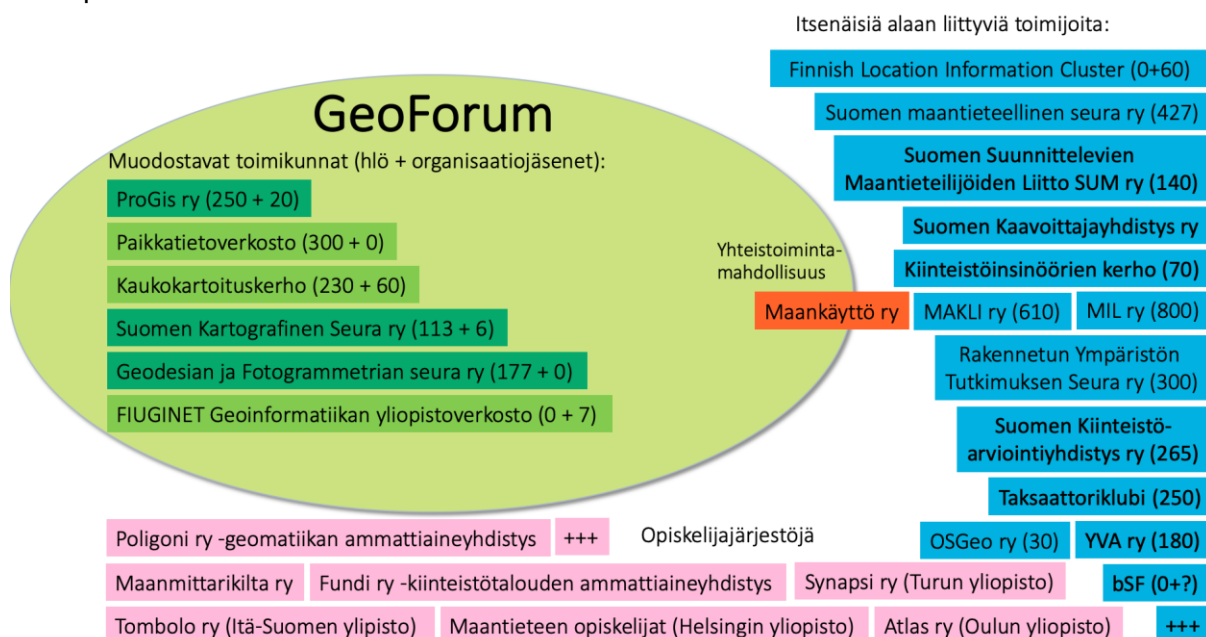 Itsenäisiä alaan liittyviä toimijoita:
Finnish Location Information Cluster (0+60)
Suomen maantieteellinen seura ry (427)
Suomen Suunnittelevien
Maantieteilijöiden Liitto SUM ry (140)
Suomen Kaavoittajayhdistys ry
Kiinteistöinsinöörien kerho (70)
GeoForum
Muodostavat toimikunnat (hlö + organisaatiojäsenet):
ProGis ry (250 + 20)
Paikkatietoverkosto (300 + 0)
Kaukokartoituskerho (230 + 60)
Suomen Kartografinen Seura ry (113 + 6)
Geodesian ja Fotogrammetrian seura ry (177 + 0)
FIUGINET Geoinformatiikan yliopistoverkosto (0 + 7)
Yhteistoiminta-
mahdollisuus
Maankäyttö ry MAKLI ry (610) MIL ry (800)
Rakennetun Ympäristön
Tutkimuksen Seura ry (300)
Suomen Kiinteistö-
arviointiyhdistys ry (265)
Taksaattoriklubi (250)
OSGeo ry (30) YVA ry (180)
bSF (0+?)
+++
Poligoni ry -geomatiikan ammattiaineyhdistys +++ Opiskelijajärjestöjä
Maanmittarikilta ry Fundi ry -kiinteistötalouden ammattiaineyhdistys Synapsi ry (Turun yliopisto)
Tombolo ry (Itä-Suomen ylipisto) Maantieteen opiskelijat (Helsingin yliopisto) Atlas ry (Oulun yliopisto)